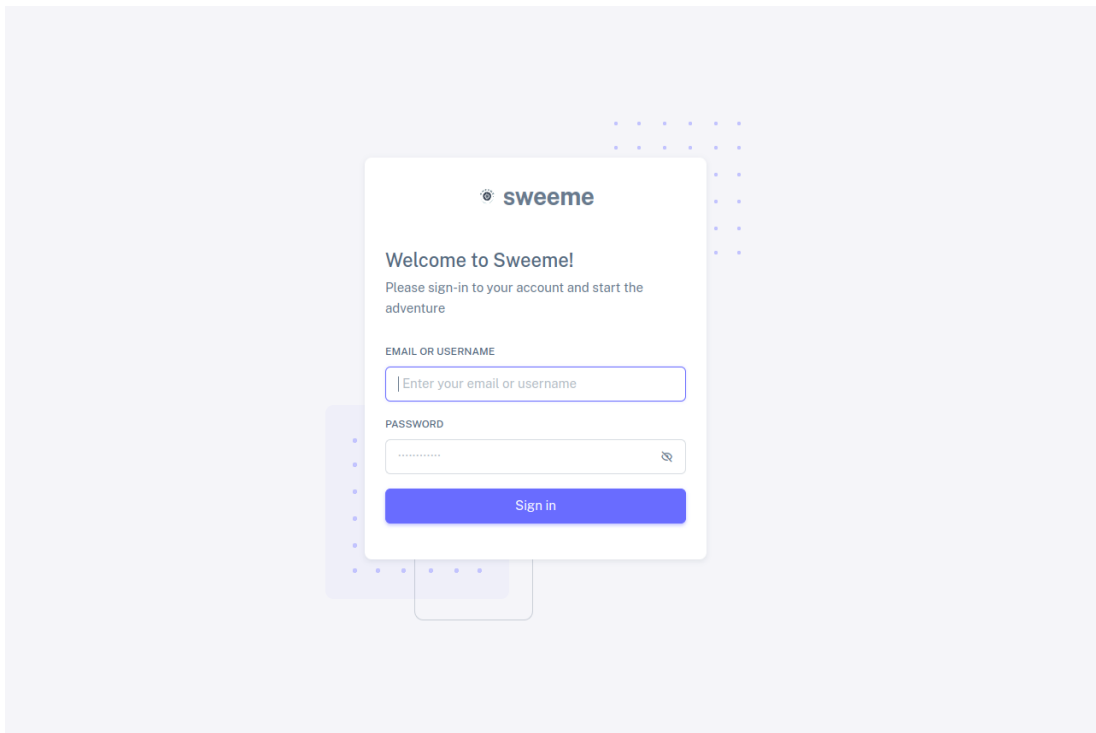 sweeme
Welcome to Sweeme!
Please sign-in to your account and start the
adventure
EMAIL OR USERNAME
Enter your email or username
PASSWORD
············
Sign in